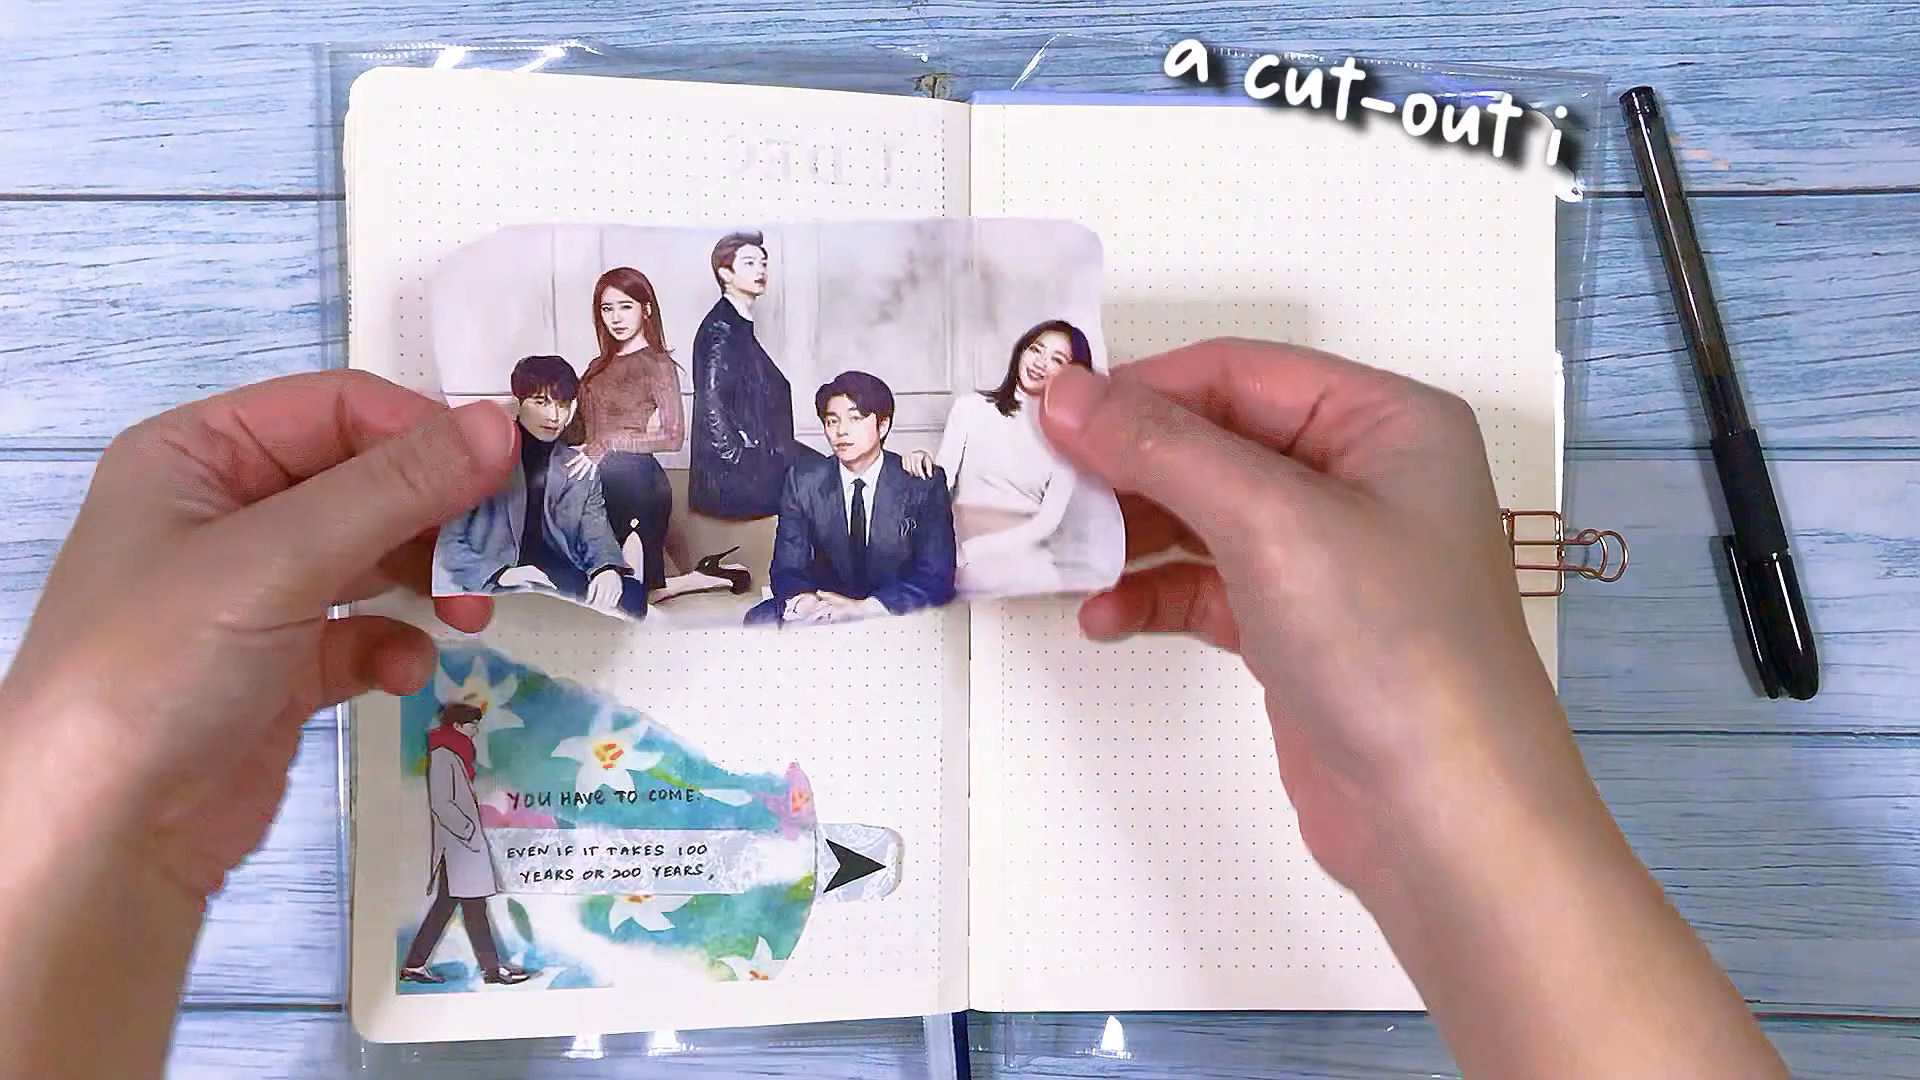 a cut-out i
YOU HAVE TO COME.
EVEN IF IT TAKES 100
YEARS OR 200 YEARS,